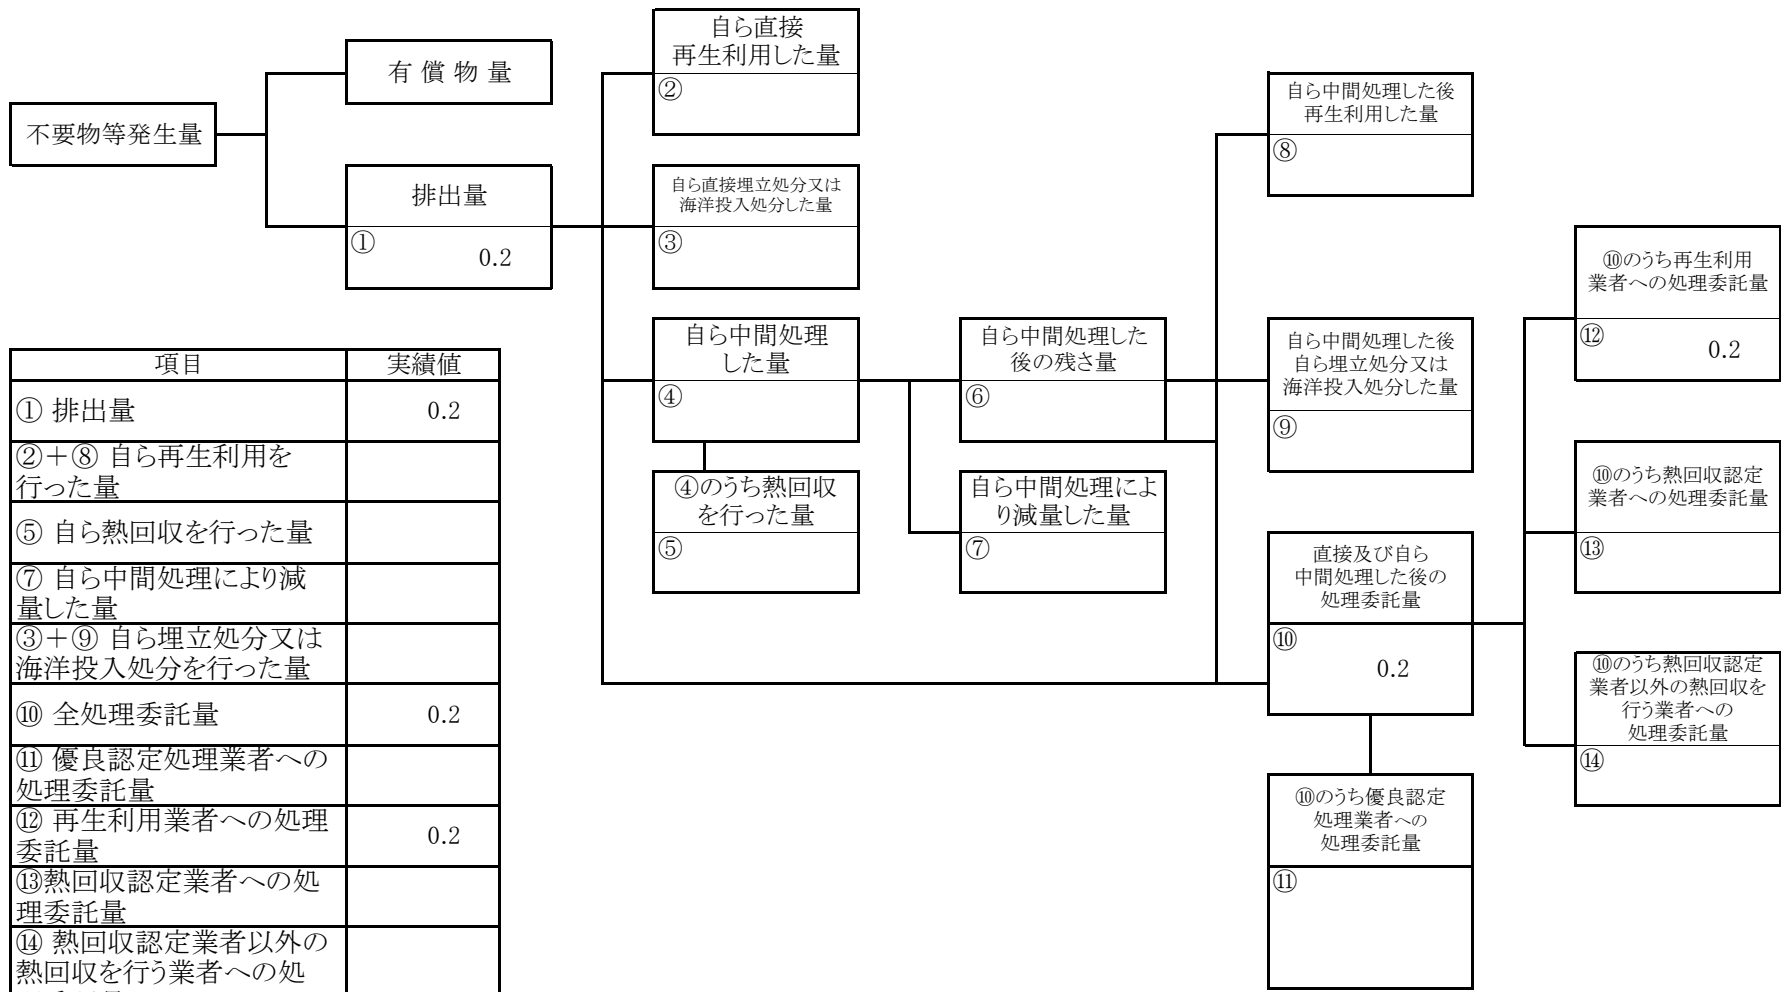 不要物等発生量
有 償 物 量
排出量
①
0.2
自ら直接
再生利用した量
②
自ら直接埋立処分又は
海洋投入処分した量
③
自ら中間処理
した量
④
④のうち熱回収
を行った量
⑤
自ら中間処理した
後の残さ量
⑥
自ら中間処理によ
り減量した量
⑦
自ら中間処理した後
再生利用した量
⑧
自ら中間処理した後
自ら埋立処分又は
海洋投入処分した量
⑨
直接及び自ら
中間処理した後の
処理委託量
⑩
0.2
⑩のうち優良認定
処理業者への
処理委託量
⑪
⑩のうち再生利用
業者への処理委託量
⑫
0.2
⑩のうち熱回収認定
業者への処理委託量
⑬
⑩のうち熱回収認定
業者以外の熱回収を
行う業者への
処理委託量
⑭
項目 実績値
① 排出量 0.2
②+⑧ 自ら再生利用を
行った量
⑤ 自ら熱回収を行った量
⑦ 自ら中間処理により減
量した量
③+⑨ 自ら埋立処分又は
海洋投入処分を行った量
⑩ 全処理委託量 0.2
⑪ 優良認定処理業者への
処理委託量
⑫ 再生利用業者への処理
委託量 0.2
⑬熱回収認定業者への処
理委託量
⑭ 熱回収認定業者以外の
熱回収を行う業者への処